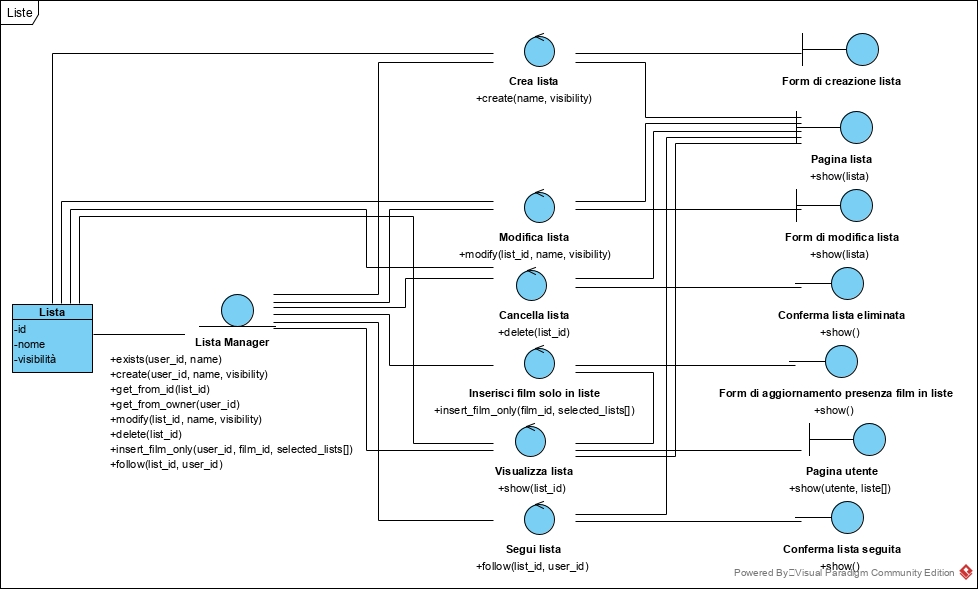 Liste
Crea lista
+create(name, visibility)
Form di creazione lista
Pagina lista
+show(lista)
Modifica lista
+modify(list_id, name, visibility)
Form di modifica lista
+show(lista)
Cancella lista
+delete(list_id)
Conferma lista eliminata
+show()
Lista
-id
-nome
-visibilità
Lista Manager
+exists(user_id, name)
+create(user_id, name, visibility)
+get_from_id(list_id)
+get_from_owner(user_id)
+modify(list_id, name, visibility)
+delete(list_id)
+insert_film_only(user_id, film_id, selected_lists[])
+follow(list_id, user_id)
Inserisci film solo in liste
+insert_film_only(film_id, selected_lists[])
Form di aggiornamento presenza film in liste
+show()
Visualizza lista
+show(list_id)
Pagina utente
+show(utente, liste[])
Segui lista
+follow(list_id, user_id)
Conferma lista seguita
+show()
Powered By Visual Paradigm Community Edition